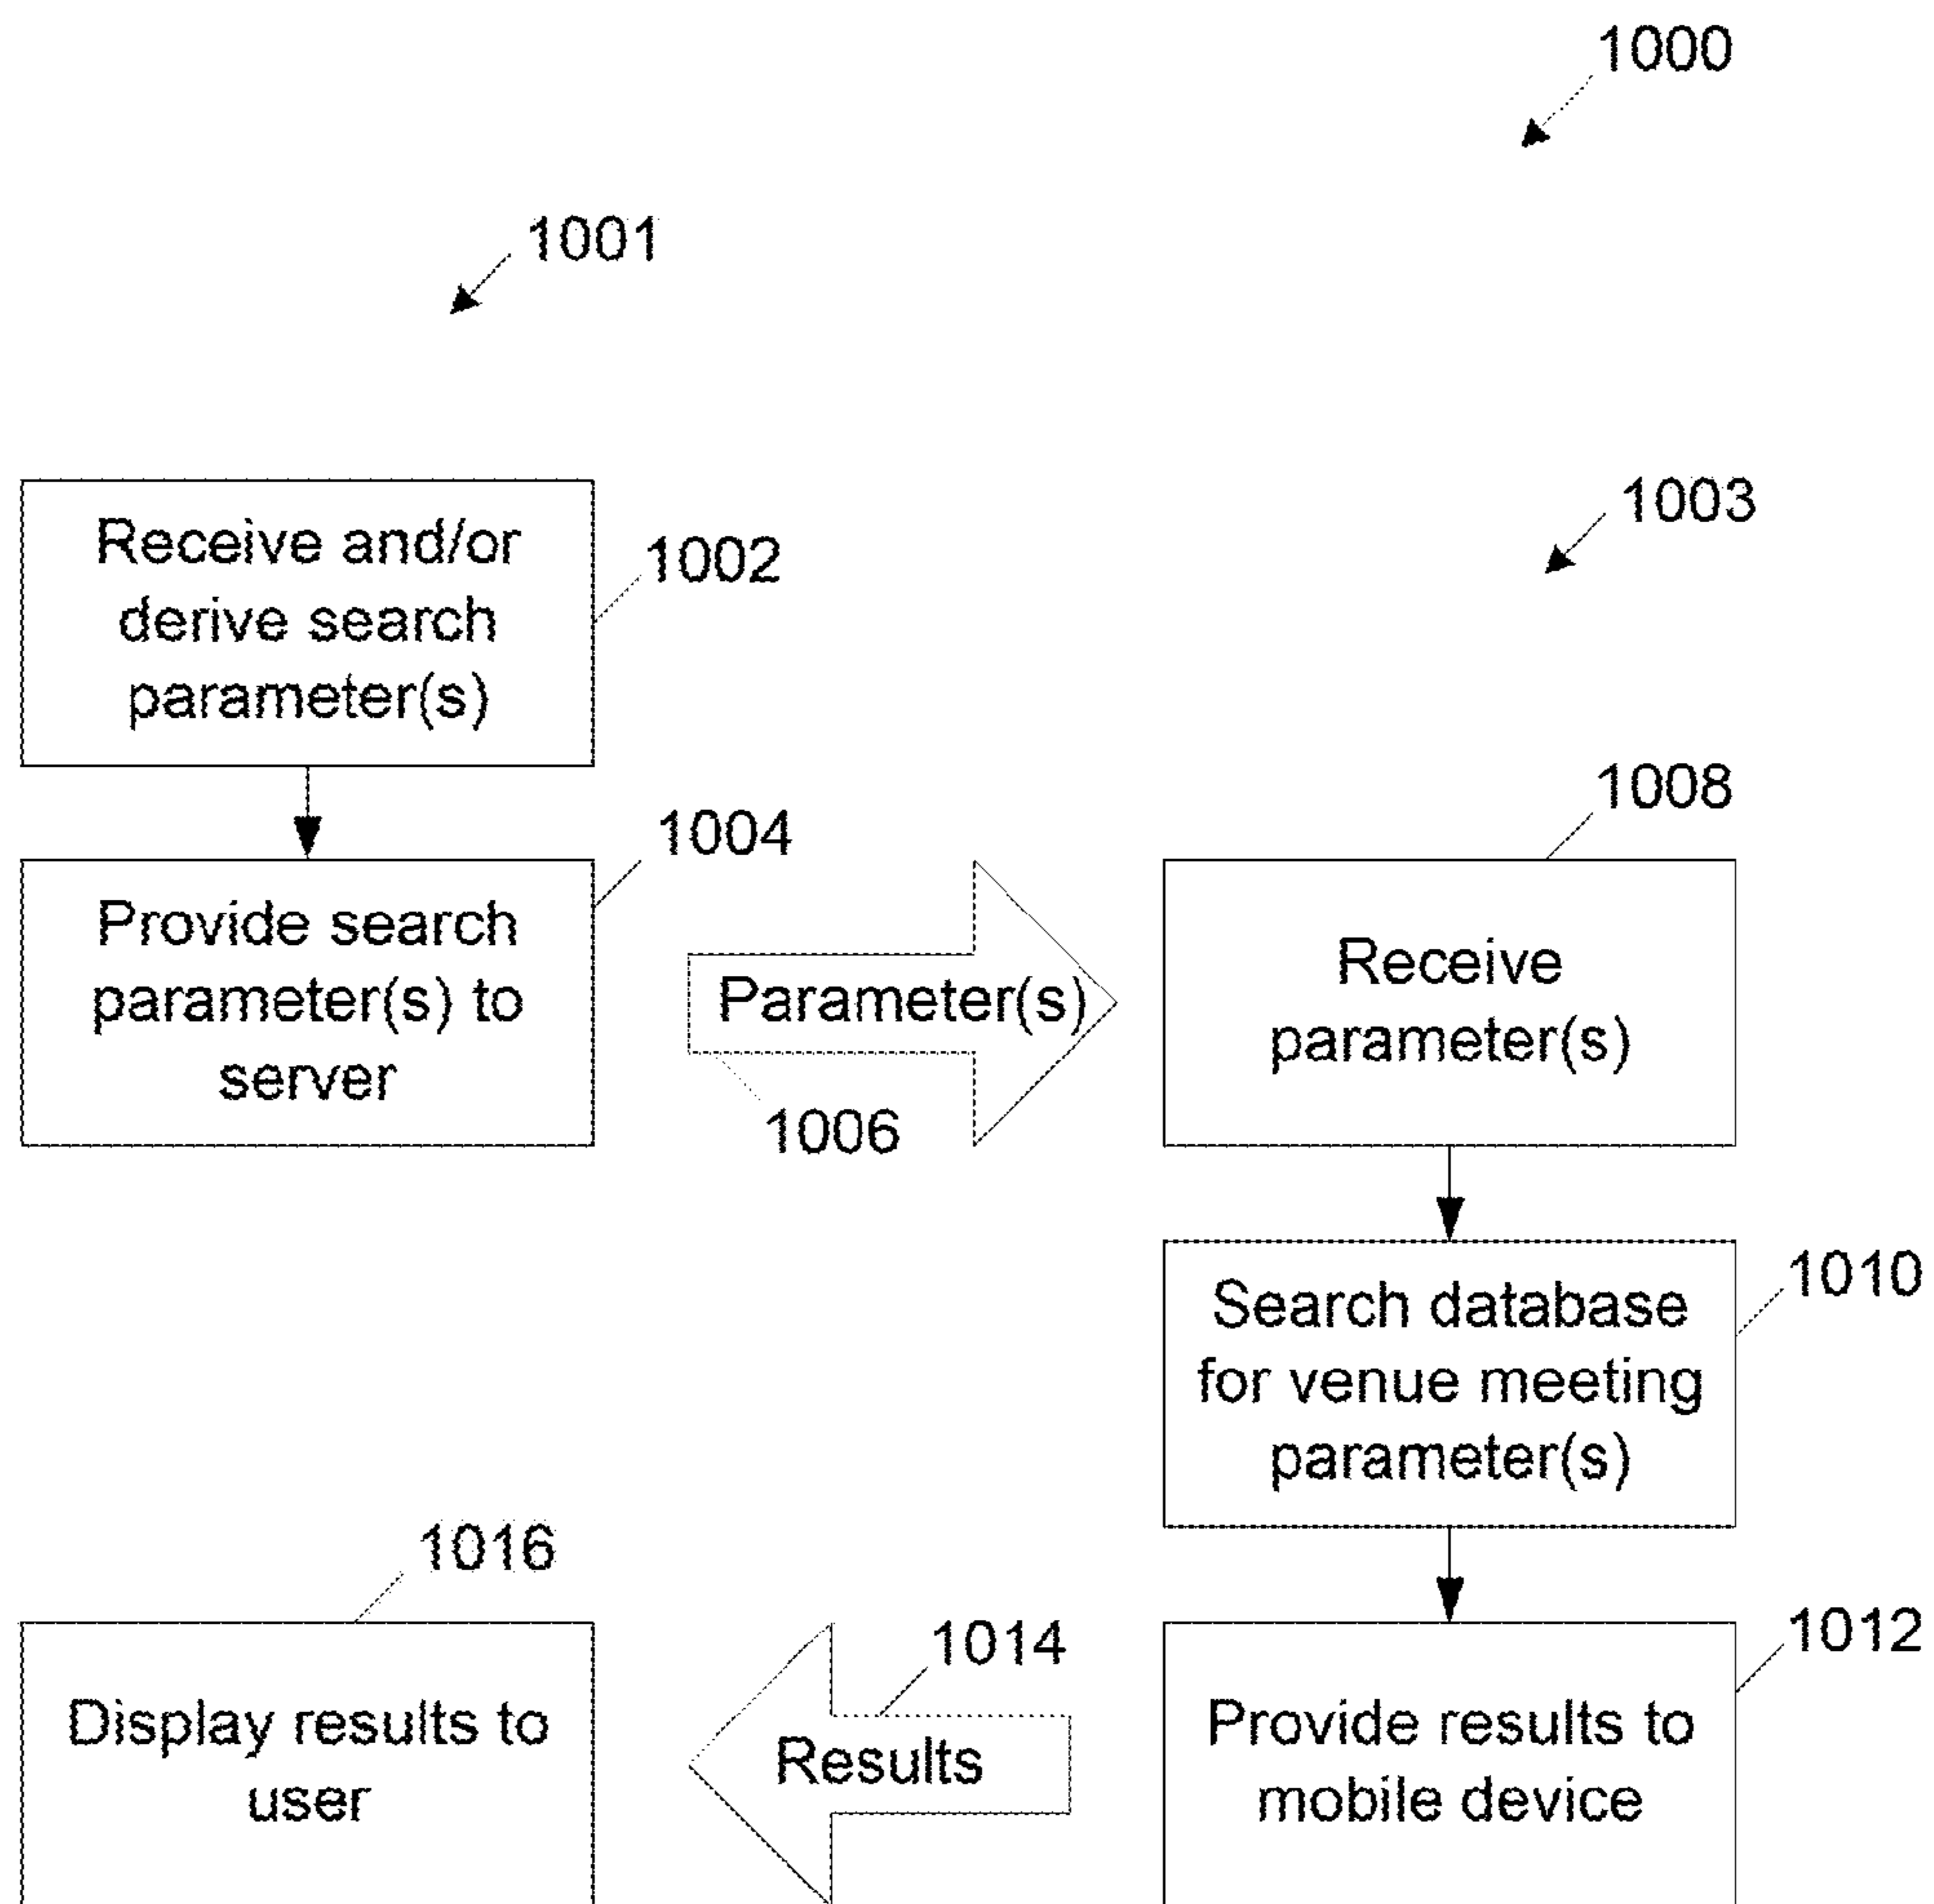 1000
1001
1003
Receive and/or
derive search
parameter(s)
1002
1004
Provide search
parameter(s) to
server
Parameter(s)
1006
1008
Receive
parameter(s)
Search database
for venue meeting
parameter(s)
1010
1012
Provide results to
mobile device
1014
Results
1016
Display results to
user